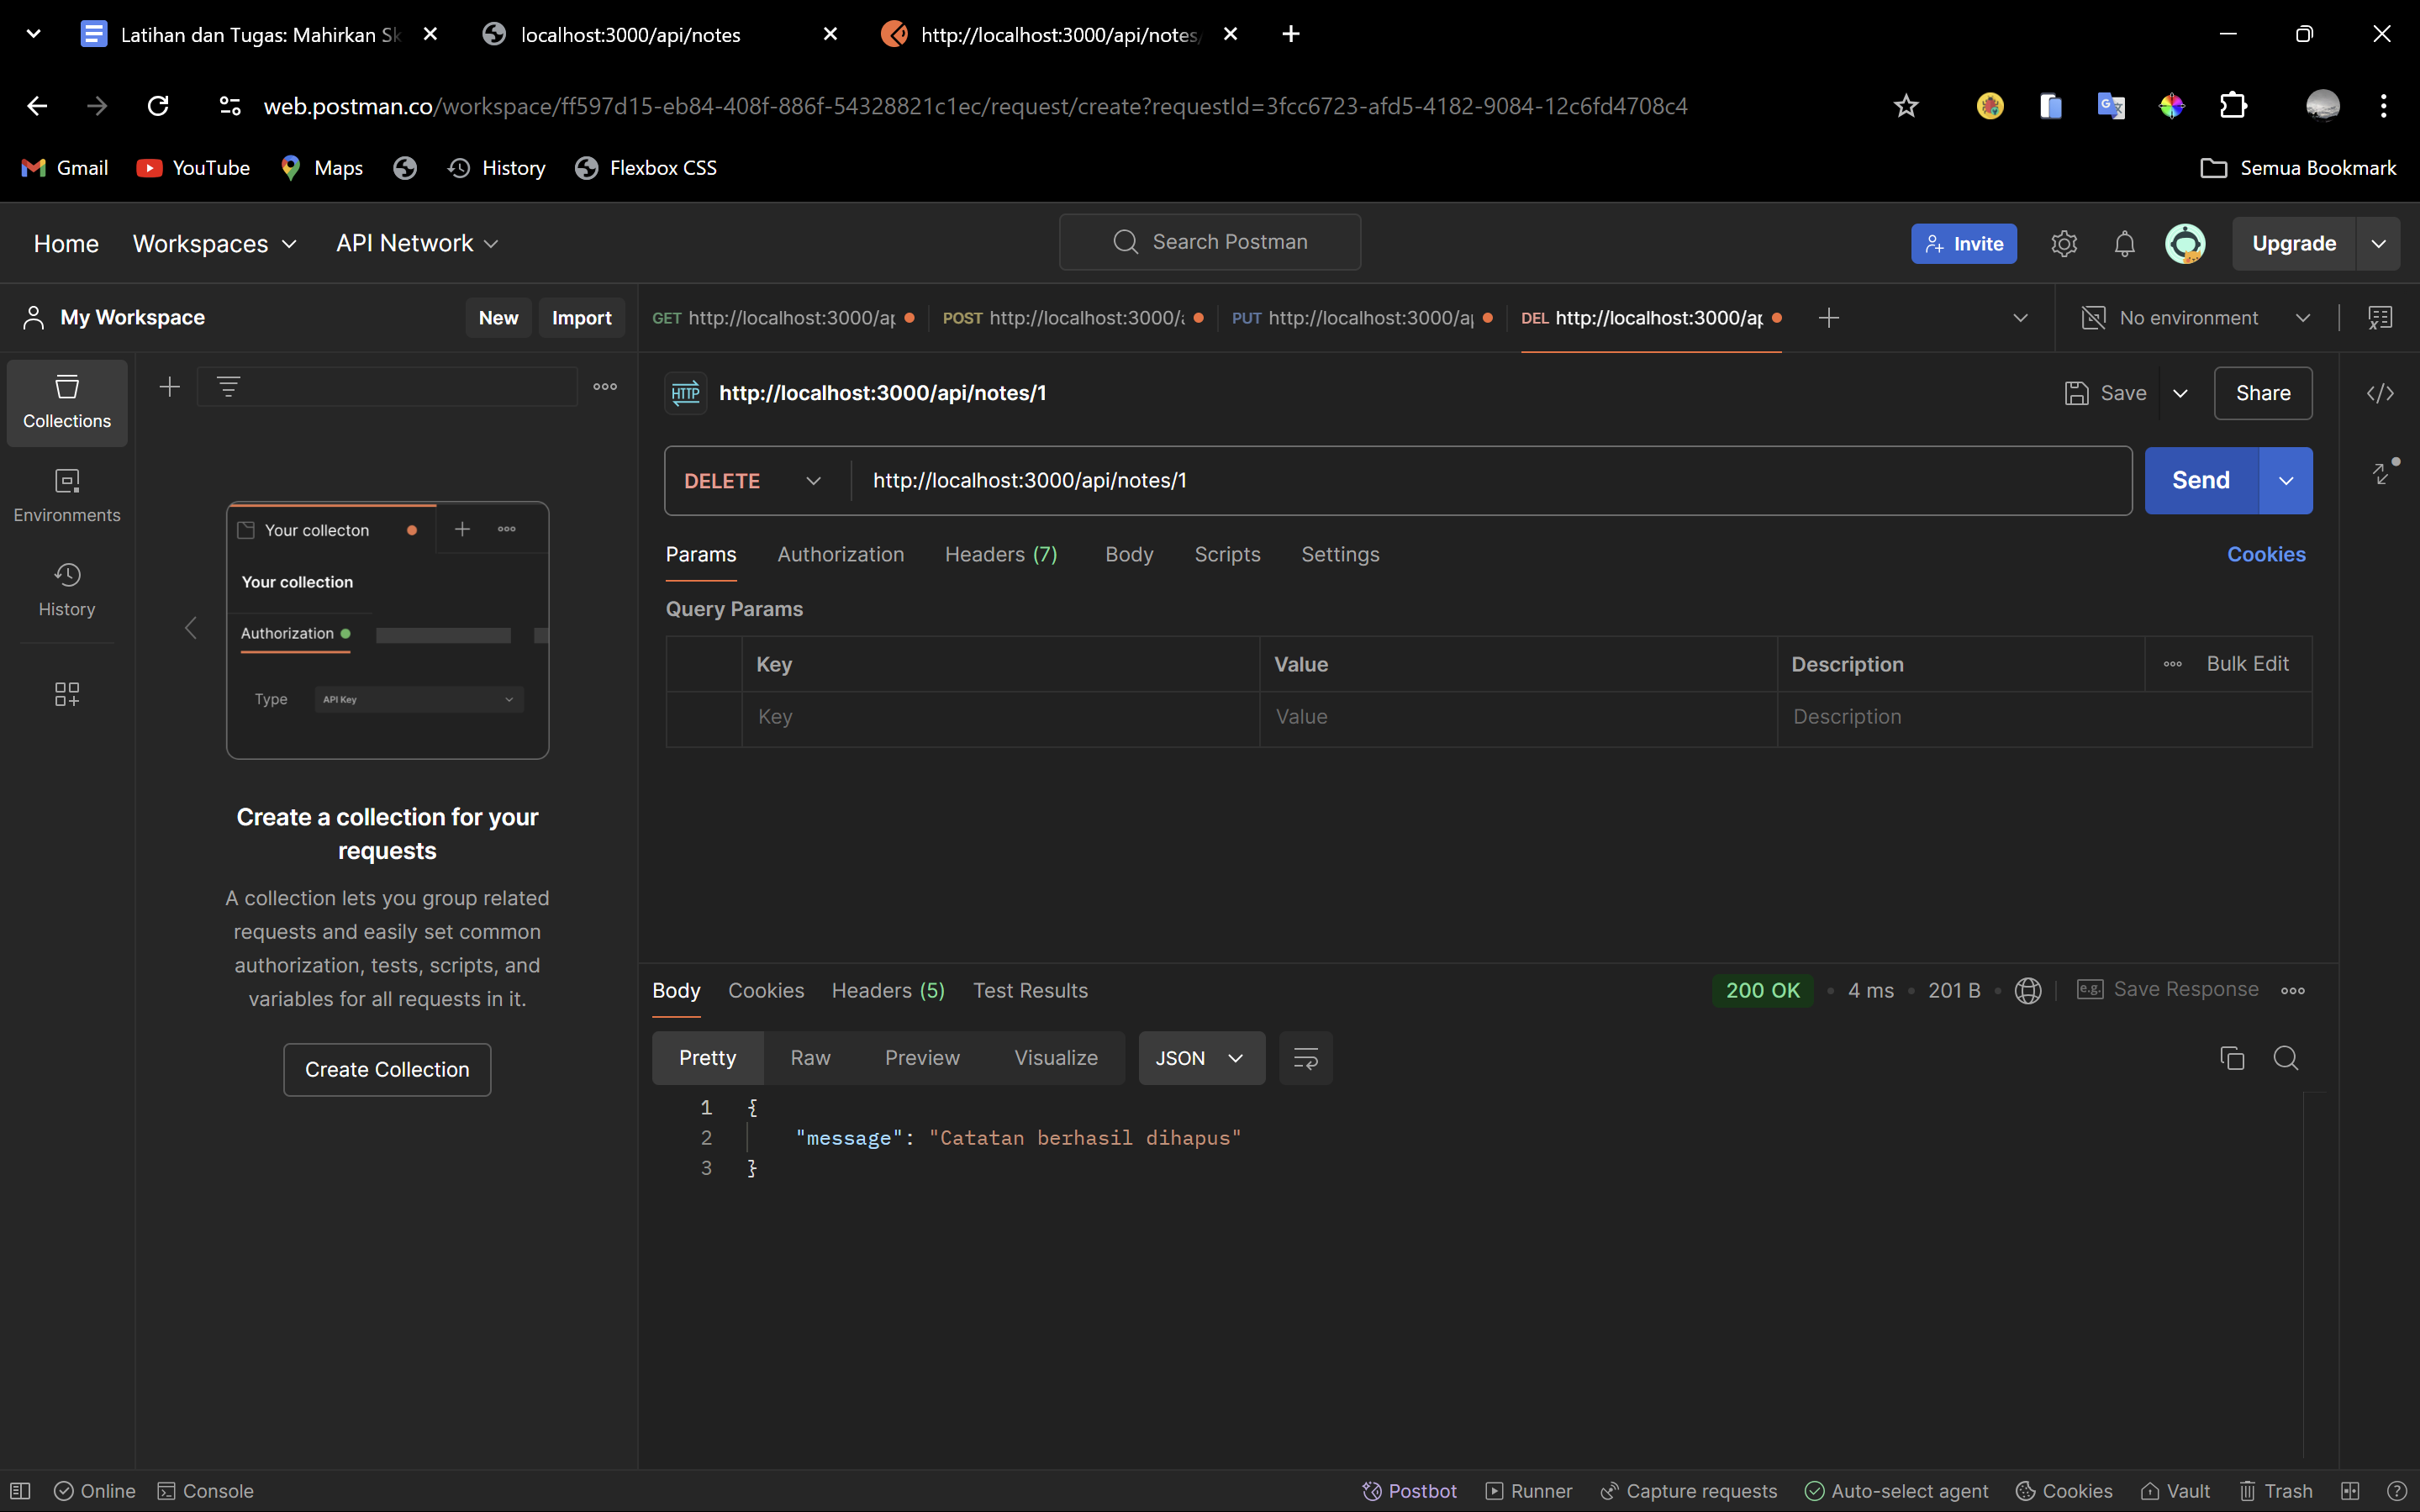 Latihan dan Tugas: Mahirkan Sk
localhost:3000/api/notes
http://localhost:3000/api/notes/
web.postman.co/workspace/ff597d15-eb84-408f-886f-54328821c1ec/request/create?requestId=3fcc6723-afd5-4182-9084-12c6fd4708c4
Gmail YouTube Maps History Flexbox CSS Semua Bookmark
Home Workspaces API Network Search Postman Invite Upgrade
My Workspace New Import
GET http://localhost:3000/ap POST http://localhost:3000/a PUT http://localhost:3000/ap DEL http://localhost:3000/ap No environment
Collections
Environments
History
Your collecton
Your collection
Authorization
Type API Key
Create a collection for your
requests
A collection lets you group related
requests and easily set common
authorization, tests, scripts, and
variables for all requests in it.
Create Collection
HTTP http://localhost:3000/api/notes/1 Save Share
DELETE http://localhost:3000/api/notes/1 Send
Params Authorization Headers (7) Body Scripts Settings Cookies
Query Params
Key Value Description Bulk Edit
Key Value Description
Body Cookies Headers (5) Test Results 200 OK 4 ms 201 B e.g. Save Response
Pretty Raw Preview Visualize JSON
1 {
2 "message": "Catatan berhasil dihapus"
3 }
Online Console Postbot Runner Capture requests Auto-select agent Cookies Vault Trash